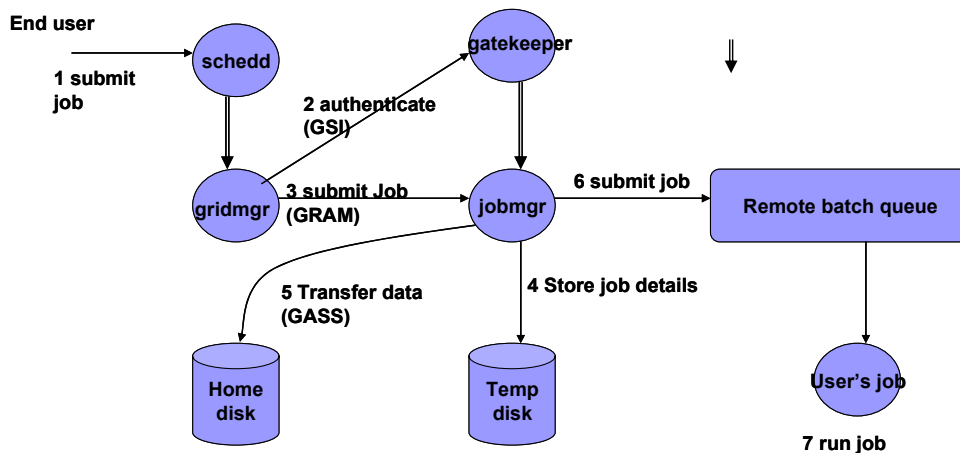 End user
schedd
gatekeeper
1 submit
job
2 authenticate
(GSI)
gridmgr
3 submit Job
(GRAM)
jobmgr
6 submit job
Remote batch queue
5 Transfer data
(GASS)
4 Store job details
Home
disk
Temp
disk
User's job
7 run job